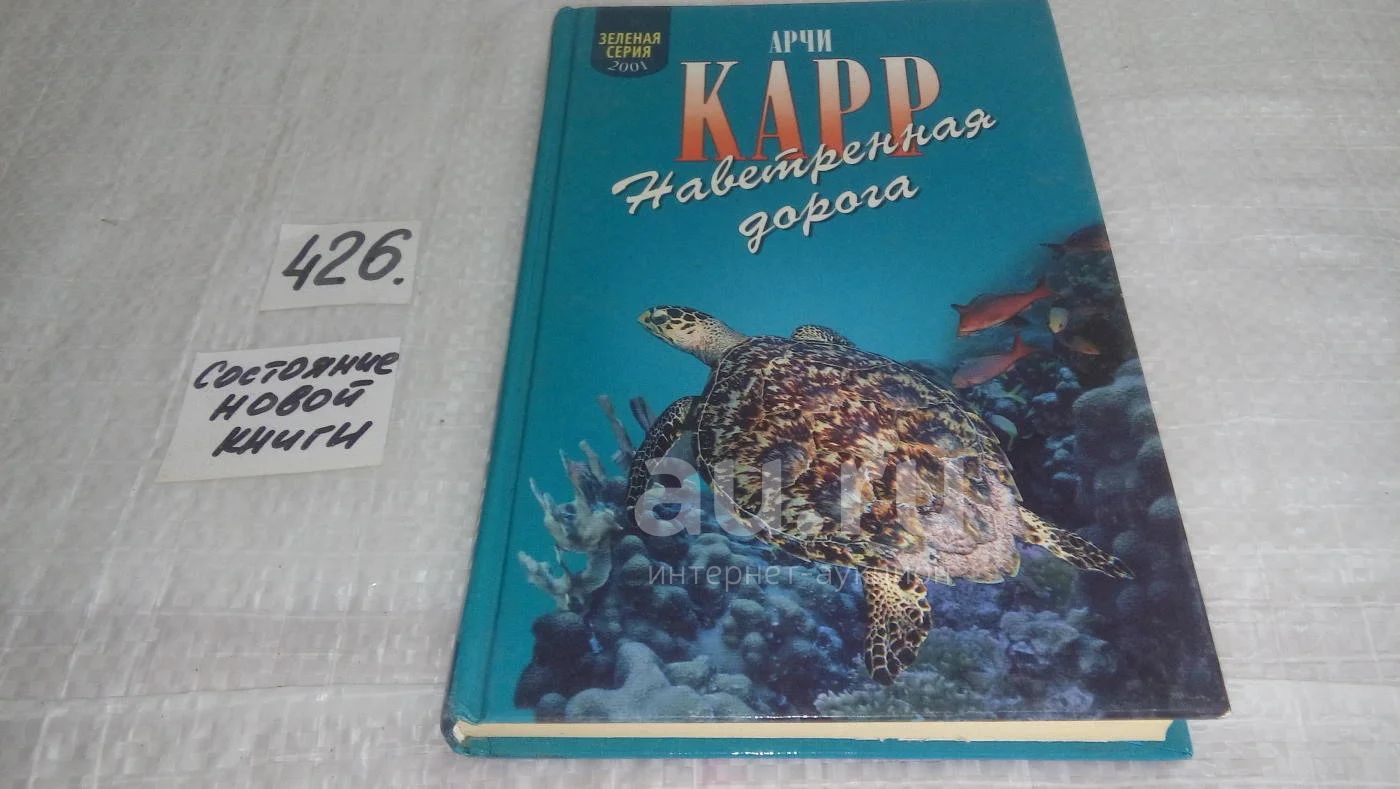 ЗЕЛЕНАЯ
СЕРИЯ
2001
АРЧИ
КАРР
Наветренная
дорога
426.
Состояние
новой
книги
au.ru
интернет-аукцион